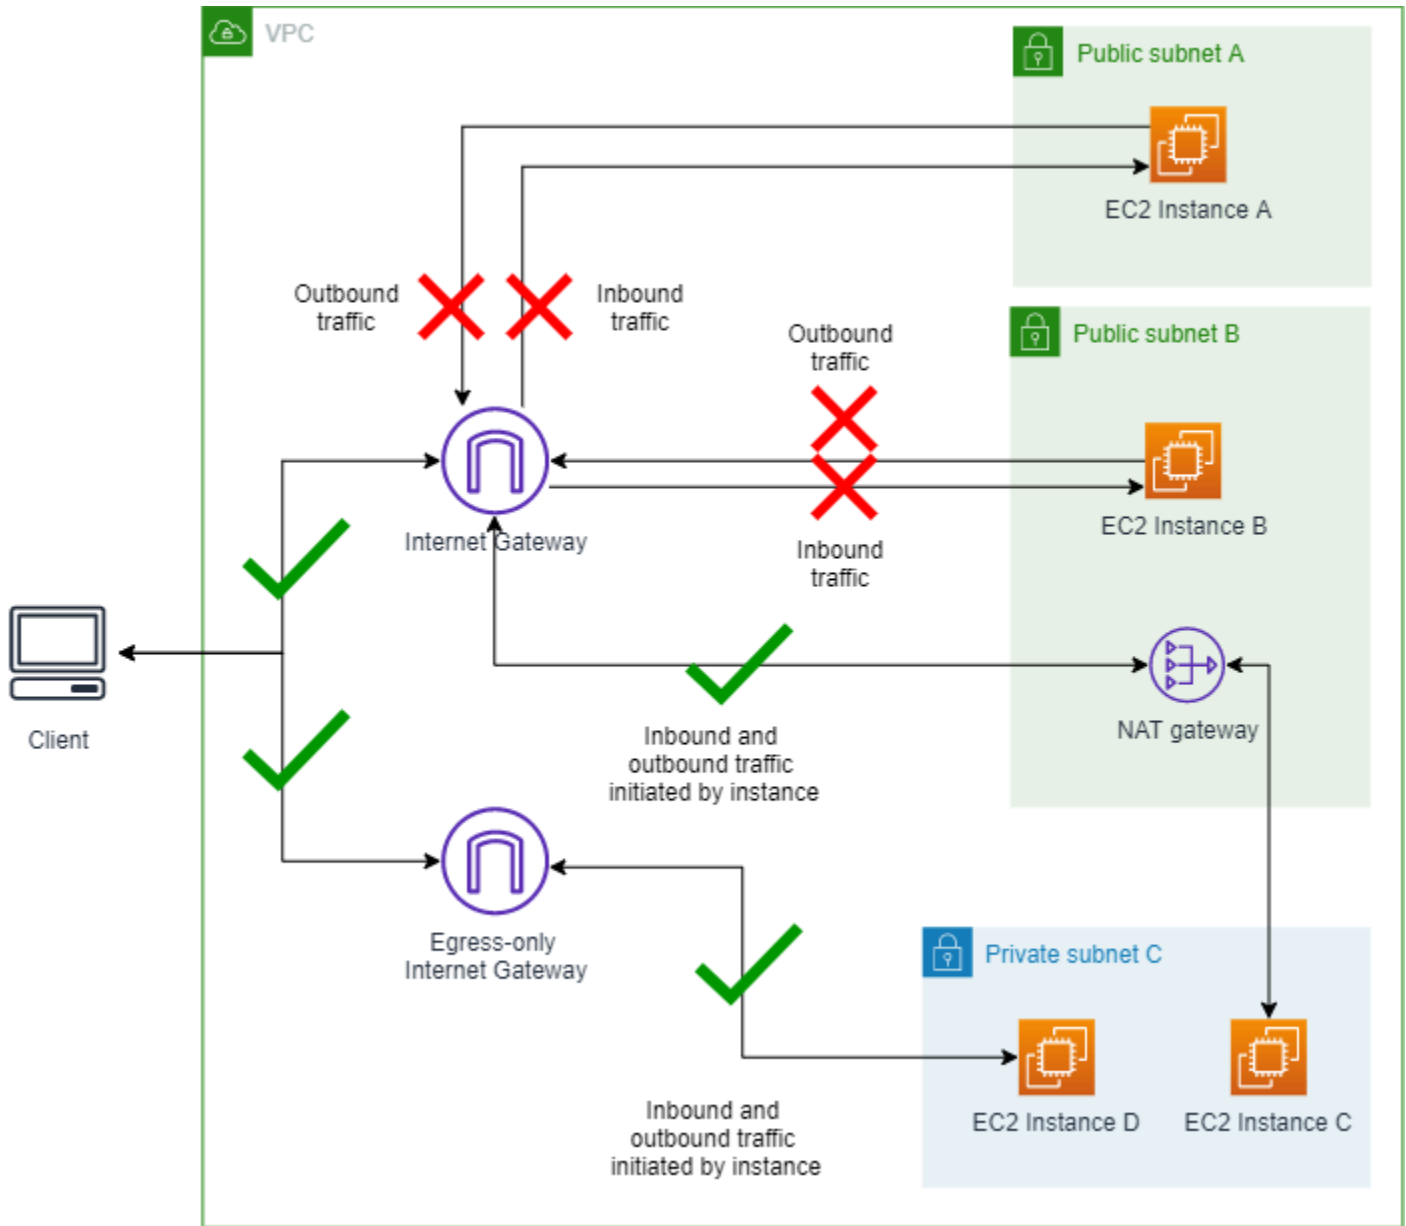 VPC
Public subnet A
EC2 Instance A
Outbound
traffic
Inbound
traffic
Public subnet B
Outbound
traffic
EC2 Instance B
Internet Gateway
Inbound
traffic
Client
NAT gateway
Inbound and
outbound traffic
initiated by instance
Egress-only
Internet Gateway
Private subnet C
EC2 Instance D
EC2 Instance C
Inbound and
outbound traffic
initiated by instance